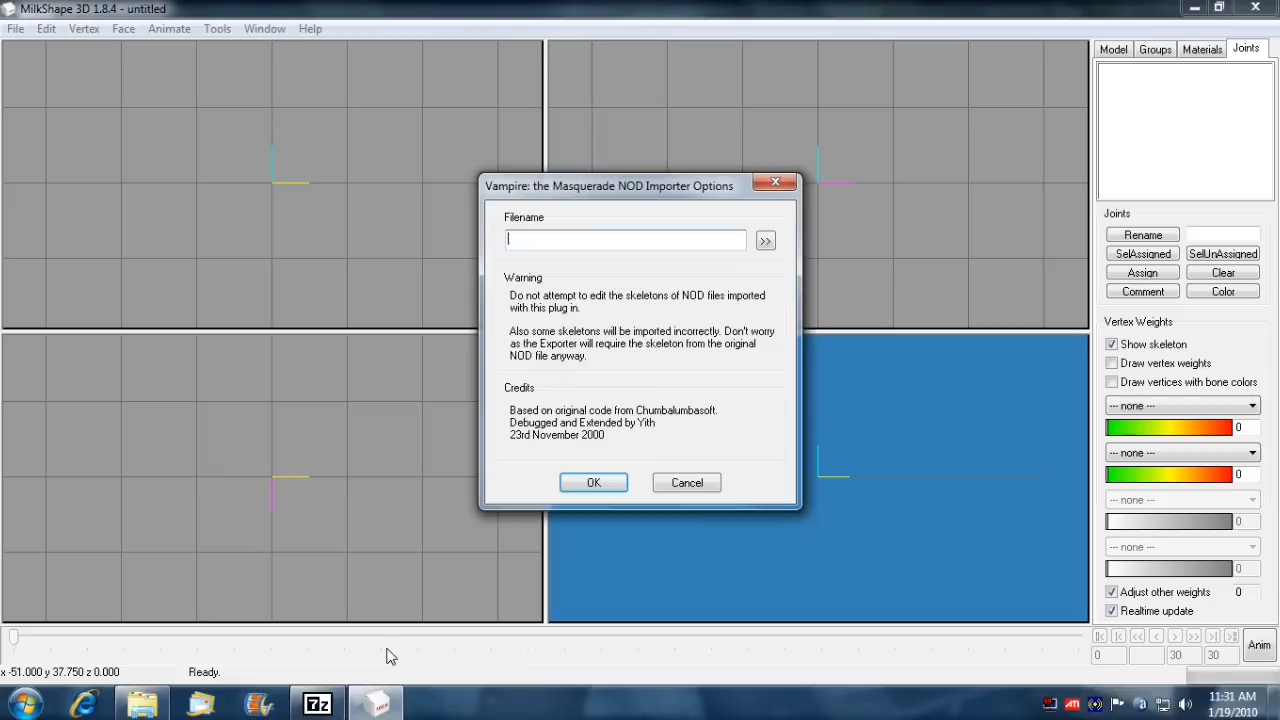 MilkShape 3D 1.8.4 - untitled
File Edit Vertex Face Animate Tools Window Help
Model Groups Materials Joints
Vampire: the Masquerade NOD Importer Options
Filename
>>
Warning
Do not attempt to edit the skeletons of NOD files imported
with this plug in.
Also some skeletons will be imported incorrectly. Don't worry
as the Exporter will require the skeleton from the original
NOD file anyway.
Credits
Based on original code from Chumbalumbasoft.
Debugged and Extended by Yith
23rd November 2000
OK Cancel
Joints
Rename
SelAssigned SelUnAssigned
Assign Clear
Comment Color
Vertex Weights
Show skeleton
Draw vertex weights
Draw vertices with bone colors
--- none ---
0
--- none ---
0
--- none ---
0
--- none ---
0
Adjust other weights 0
Realtime update
0 30 30 Anim
x -51.000 y 37.750 z 0.000 Ready.
7z
ATI
11:31 AM
1/19/2010